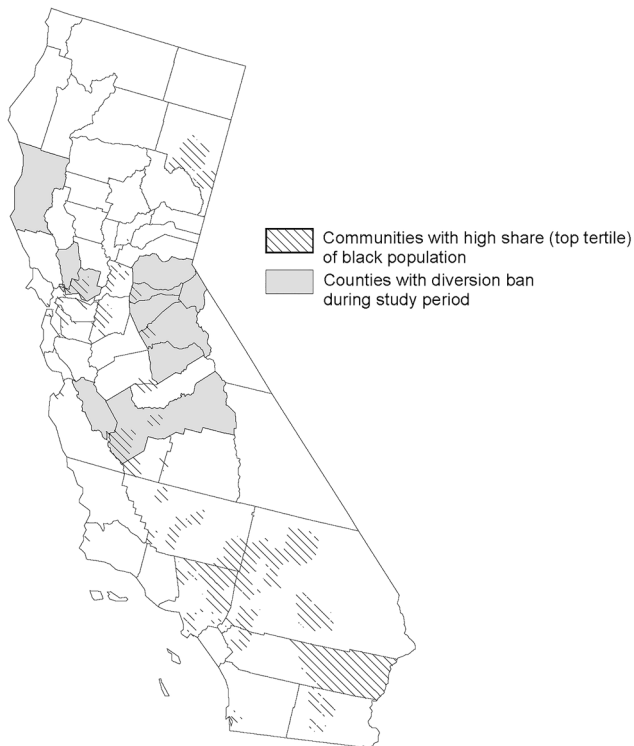 Communities with high share (top tertile)
of black population
Counties with diversion ban
during study period